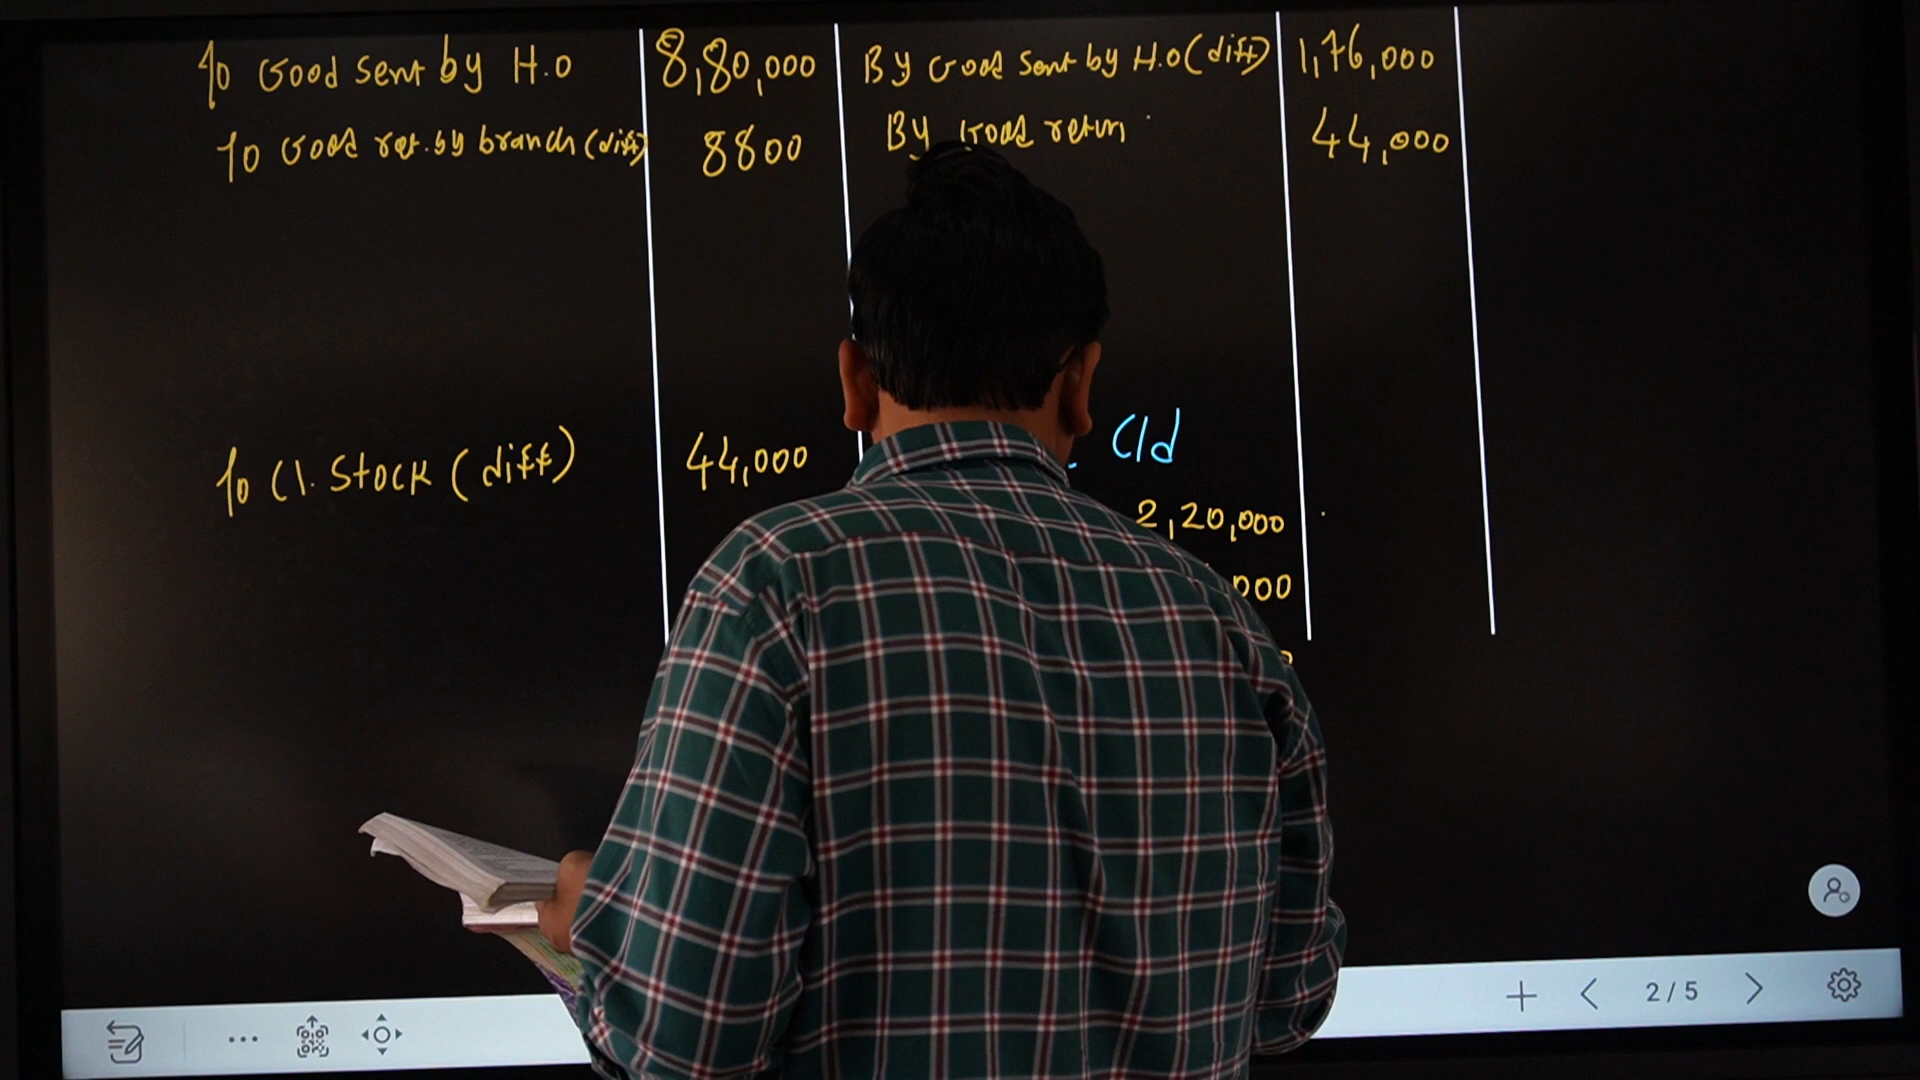 To Good Sent by H.O 8,80,000 By Good Sent by H.O (diff) 1,76,000
To Good ret. by branch (diff) 8800 By Good return 44,000
To Cl. Stock (diff) 44,000 C/d
2,20,000
000
2/5